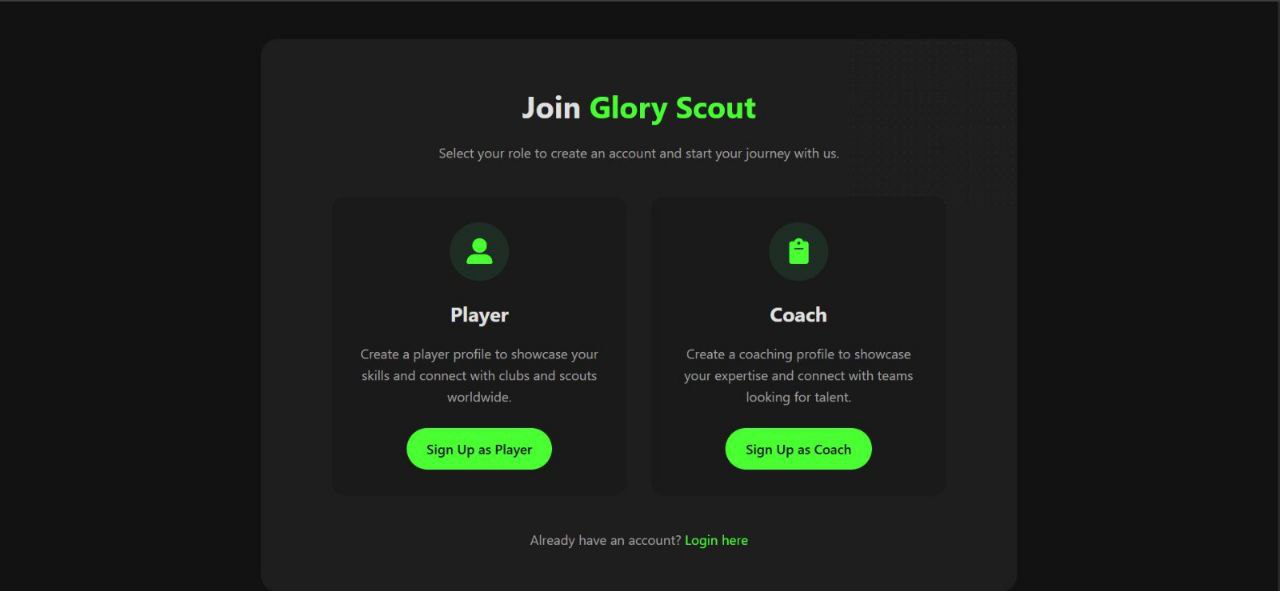 Join Glory Scout
Select your role to create an account and start your journey with us.
Player
Create a player profile to showcase your
skills and connect with clubs and scouts
worldwide.
Sign Up as Player
Coach
Create a coaching profile to showcase
your expertise and connect with teams
looking for talent.
Sign Up as Coach
Already have an account? Login here